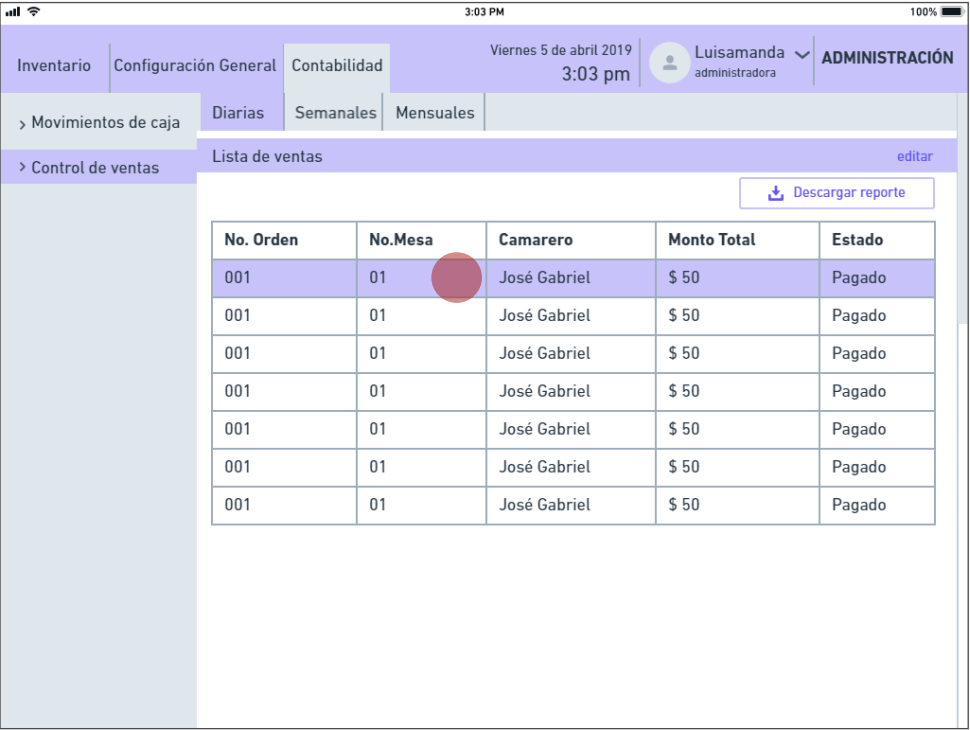 3:03 PM 100%
Inventario Configuración General Contabilidad
Viernes 5 de abril 2019
3:03 pm
Luisamanda
administradora
ADMINISTRACIÓN
> Movimientos de caja
> Control de ventas
Diarias Semanales Mensuales
Lista de ventas editar
Descargar reporte
No. Orden No.Mesa Camarero Monto Total Estado
001 01 José Gabriel $ 50 Pagado
001 01 José Gabriel $ 50 Pagado
001 01 José Gabriel $ 50 Pagado
001 01 José Gabriel $ 50 Pagado
001 01 José Gabriel $ 50 Pagado
001 01 José Gabriel $ 50 Pagado
001 01 José Gabriel $ 50 Pagado